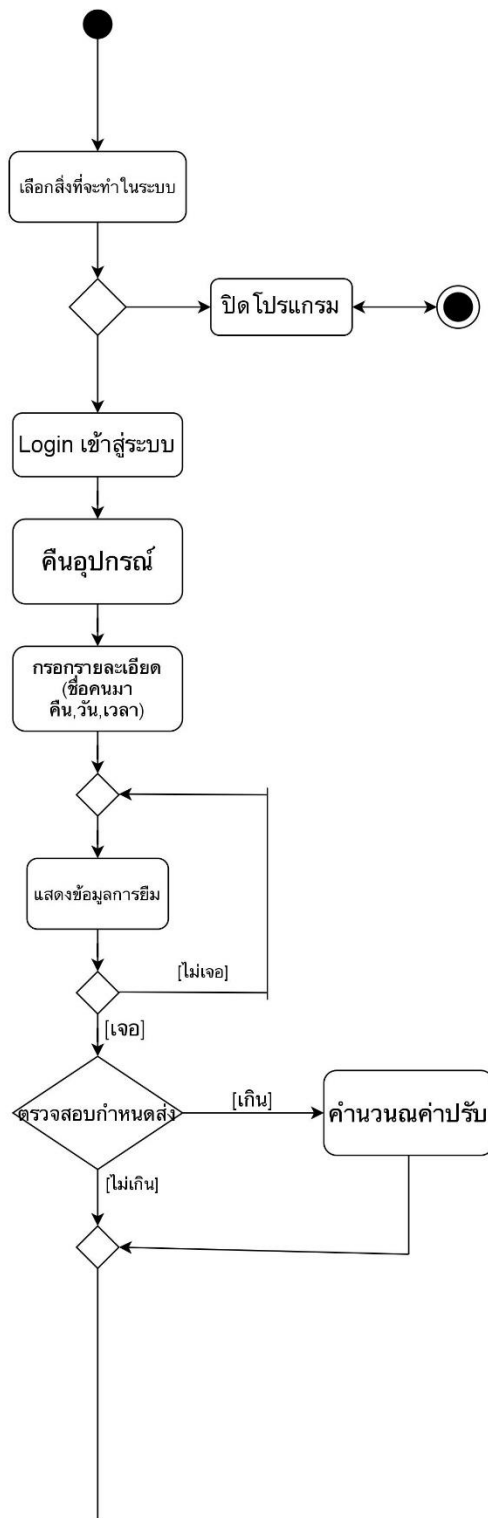 เลือกสิ่งที่จะทำในระบบ
ปิดโปรแกรม
Login เข้าสู่ระบบ
คืนอุปกรณ์
กรอกรายละเอียด
(ชื่อคนมา
คืน,วัน,เวลา)
แสดงข้อมูลการยืม
[ไม่เจอ]
[เจอ]
ตรวจสอบกำหนดส่ง
[เกิน]
คำนวนณค่าปรับ
[ไม่เกิน]